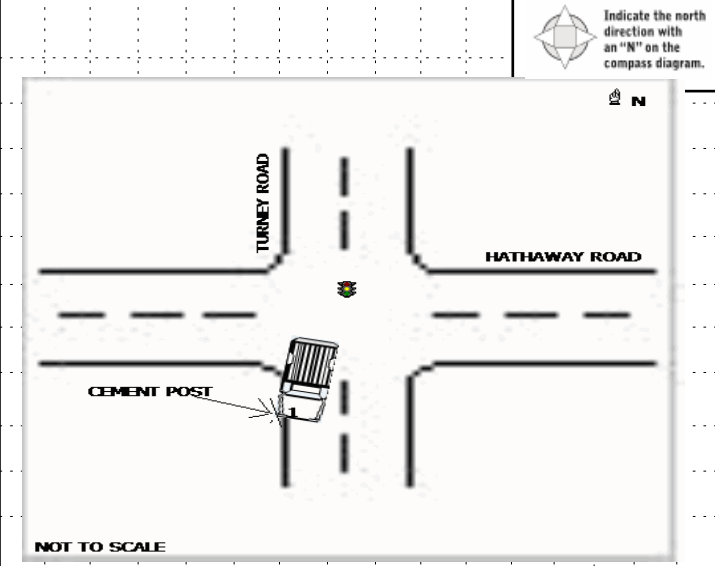 Indicate the north
direction with
an "N" on the
compass diagram.
N
TURNEY ROAD
HATHAWAY ROAD
CEMENT POST
1
NOT TO SCALE